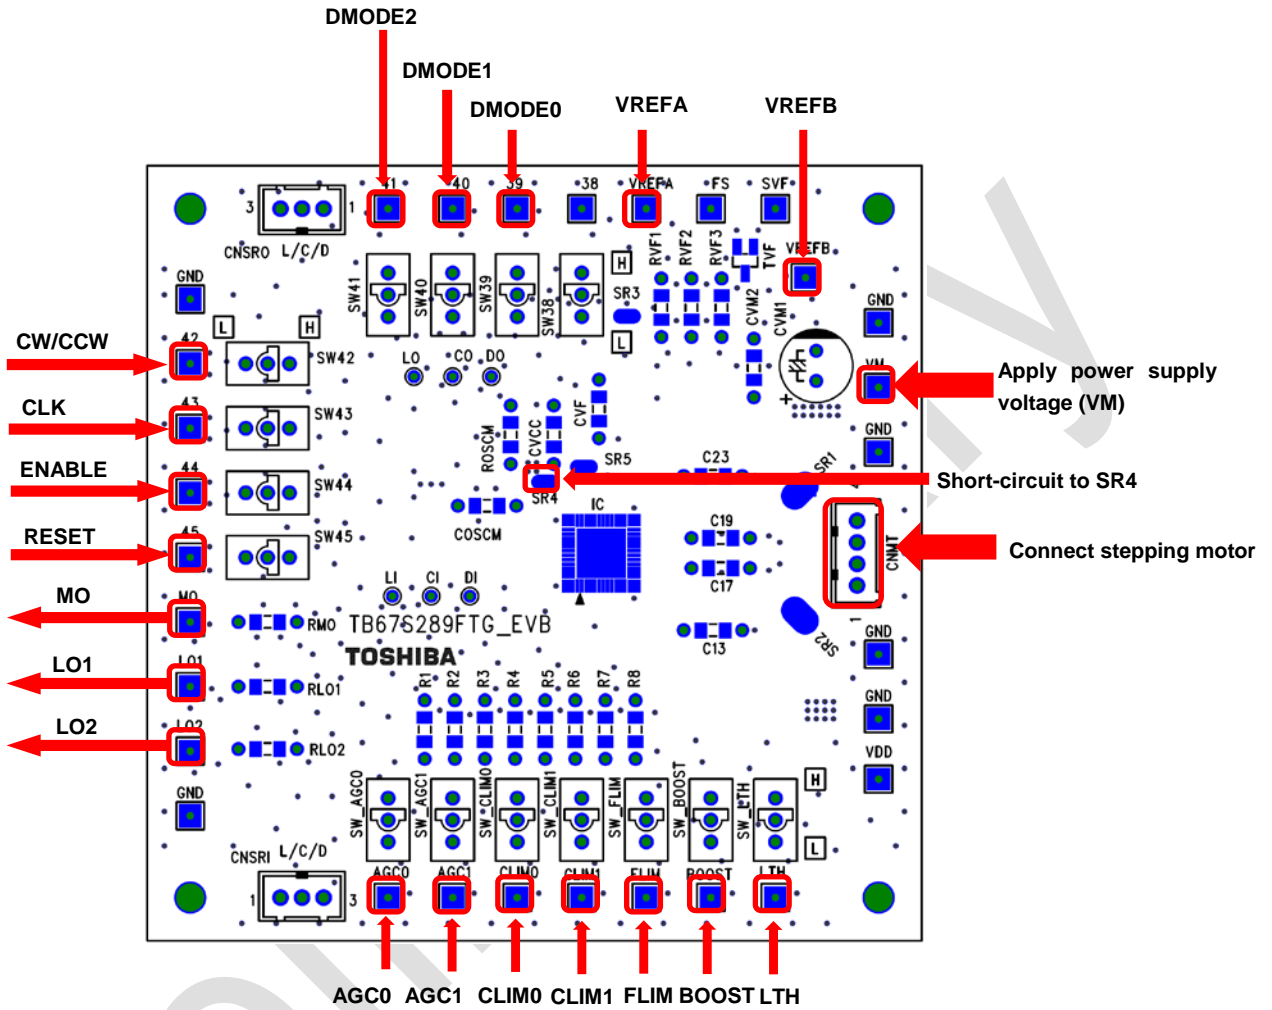 DMODE2
DMODE1
DMODE0
VREFA
VREFB
41
40
39
38
VREFA
FS
SVF
3
1
CNSRO L/C/D
SW41
SW40
SW39
SW38
H
SR3
L
RVF1
RVF2
RVF3
TVF
VREFB
CVM2
CVM1
GND
GND
L
H
CW/CCW
42
SW42
LO
CO
DO
VM
+
Apply power supply
voltage (VM)
CLK
43
SW43
ROSCM
CVCC
CVF
GND
ENABLE
44
SW44
SR5
C23
SR1
SR4
Short-circuit to SR4
COSCM
IC
RESET
45
SW45
C19
C17
CNMT
Connect stepping motor
1
LI
CI
DI
MO
MO
RMO
TB67S289FTG_EVB
TOSHIBA
C13
SR2
GND
LO1
LO1
RLO1
R1
R2
R3
R4
R5
R6
R7
R8
GND
LO2
LO2
RLO2
VDD
GND
SW_AGC0
SW_AGC1
SW_CLIM0
SW_CLIM1
SW_FLIM
SW_BOOST
SW_LTH
H
L
CNSRI L/C/D
1
3
AGC0
AGC1
CLIM0
CLIM1
FLIM
BOOST
LTH
AGC0 AGC1 CLIM0 CLIM1 FLIM BOOST LTH